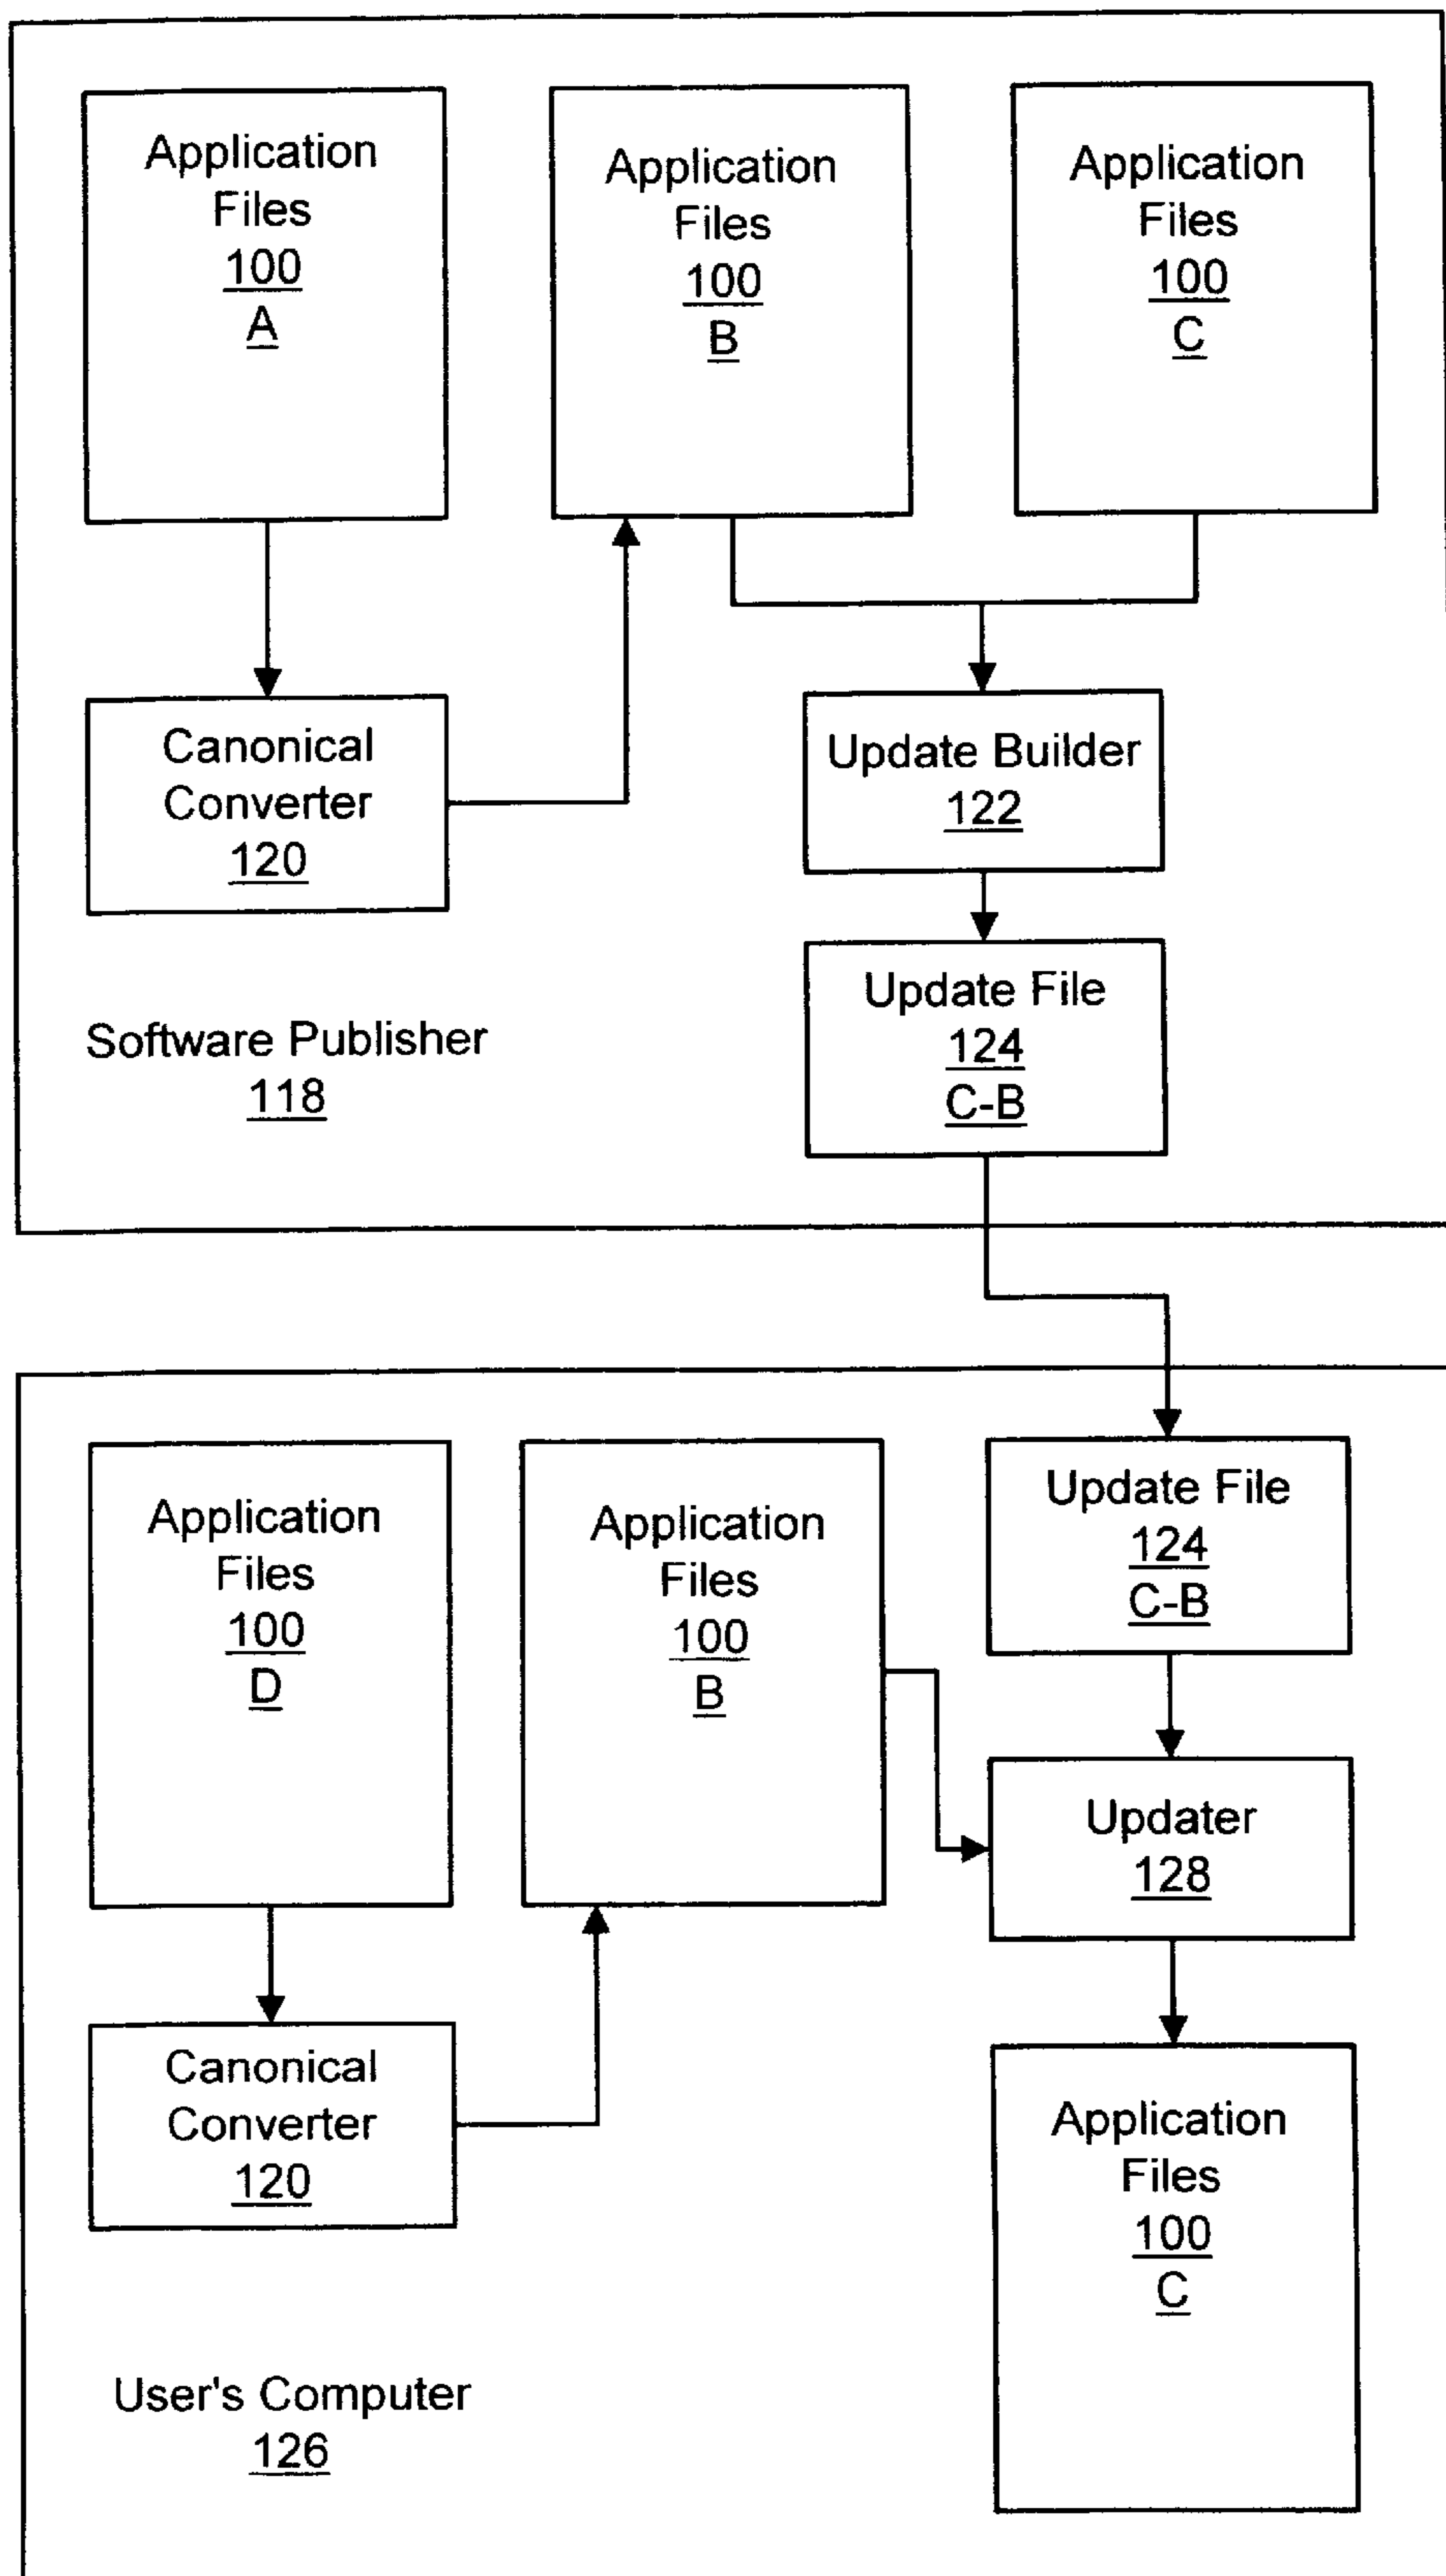 Application
Files
100
A
Application
Files
100
B
Application
Files
100
C
Canonical
Converter
120
Update Builder
122
Update File
124
C-B
Software Publisher
118
Application
Files
100
D
Application
Files
100
B
Update File
124
C-B
Updater
128
Canonical
Converter
120
Application
Files
100
C
User's Computer
126